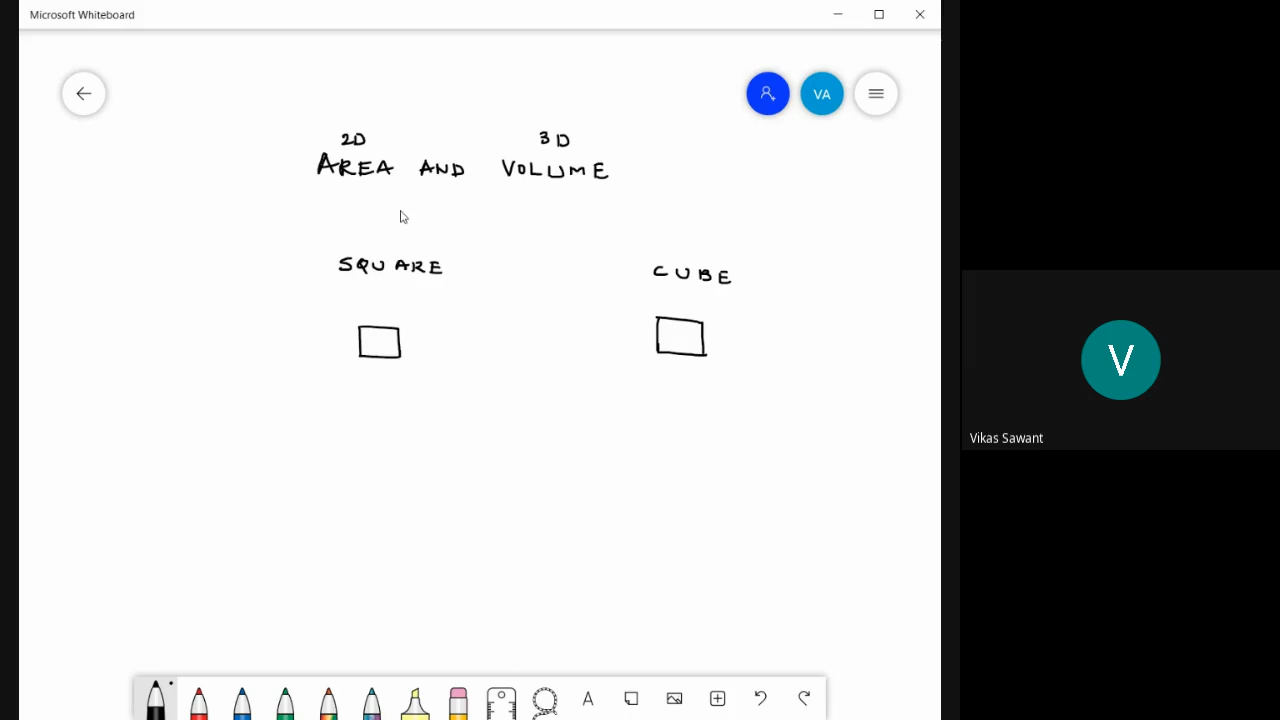 Microsoft Whiteboard
VA
2D 3D
AREA AND VOLUME
SQUARE CUBE
V
Vikas Sawant
A